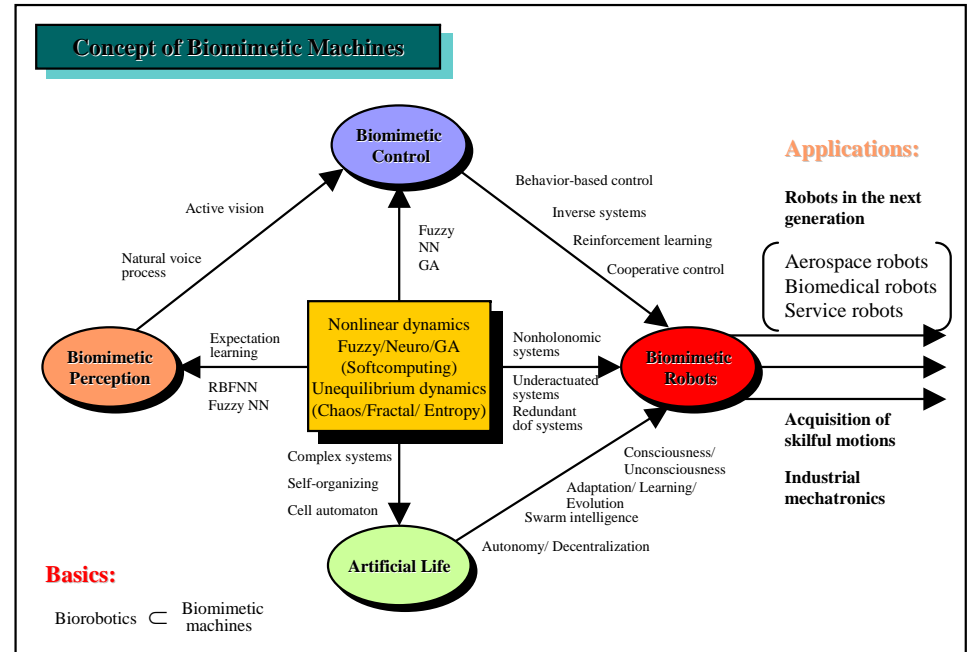 Concept of Biomimetic Machines
Biomimetic
Control
Applications:
Robots in the next
generation
Aerospace robots
Biomedical robots
Service robots
Active vision
Natural voice
process
Fuzzy
NN
GA
Behavior-based control
Inverse systems
Reinforcement learning
Cooperative control
Biomimetic
Perception
Expectation
learning
RBFNN
Fuzzy NN
Nonlinear dynamics
Fuzzy/Neuro/GA
(Softcomputing)
Unequilibrium dynamics
(Chaos/Fractal/ Entropy)
Nonholonomic
systems
Underactuated
systems
Redundant
dof systems
Biomimetic
Robots
Acquisition of
skilful motions
Industrial
mechatronics
Complex systems
Self-organizing
Cell automaton
Consciousness/
Unconsciousness
Adaptation/ Learning/
Evolution
Swarm intelligence
Autonomy/ Decentralization
Artificial Life
Basics:
Biorobotics ⊂ Biomimetic
machines